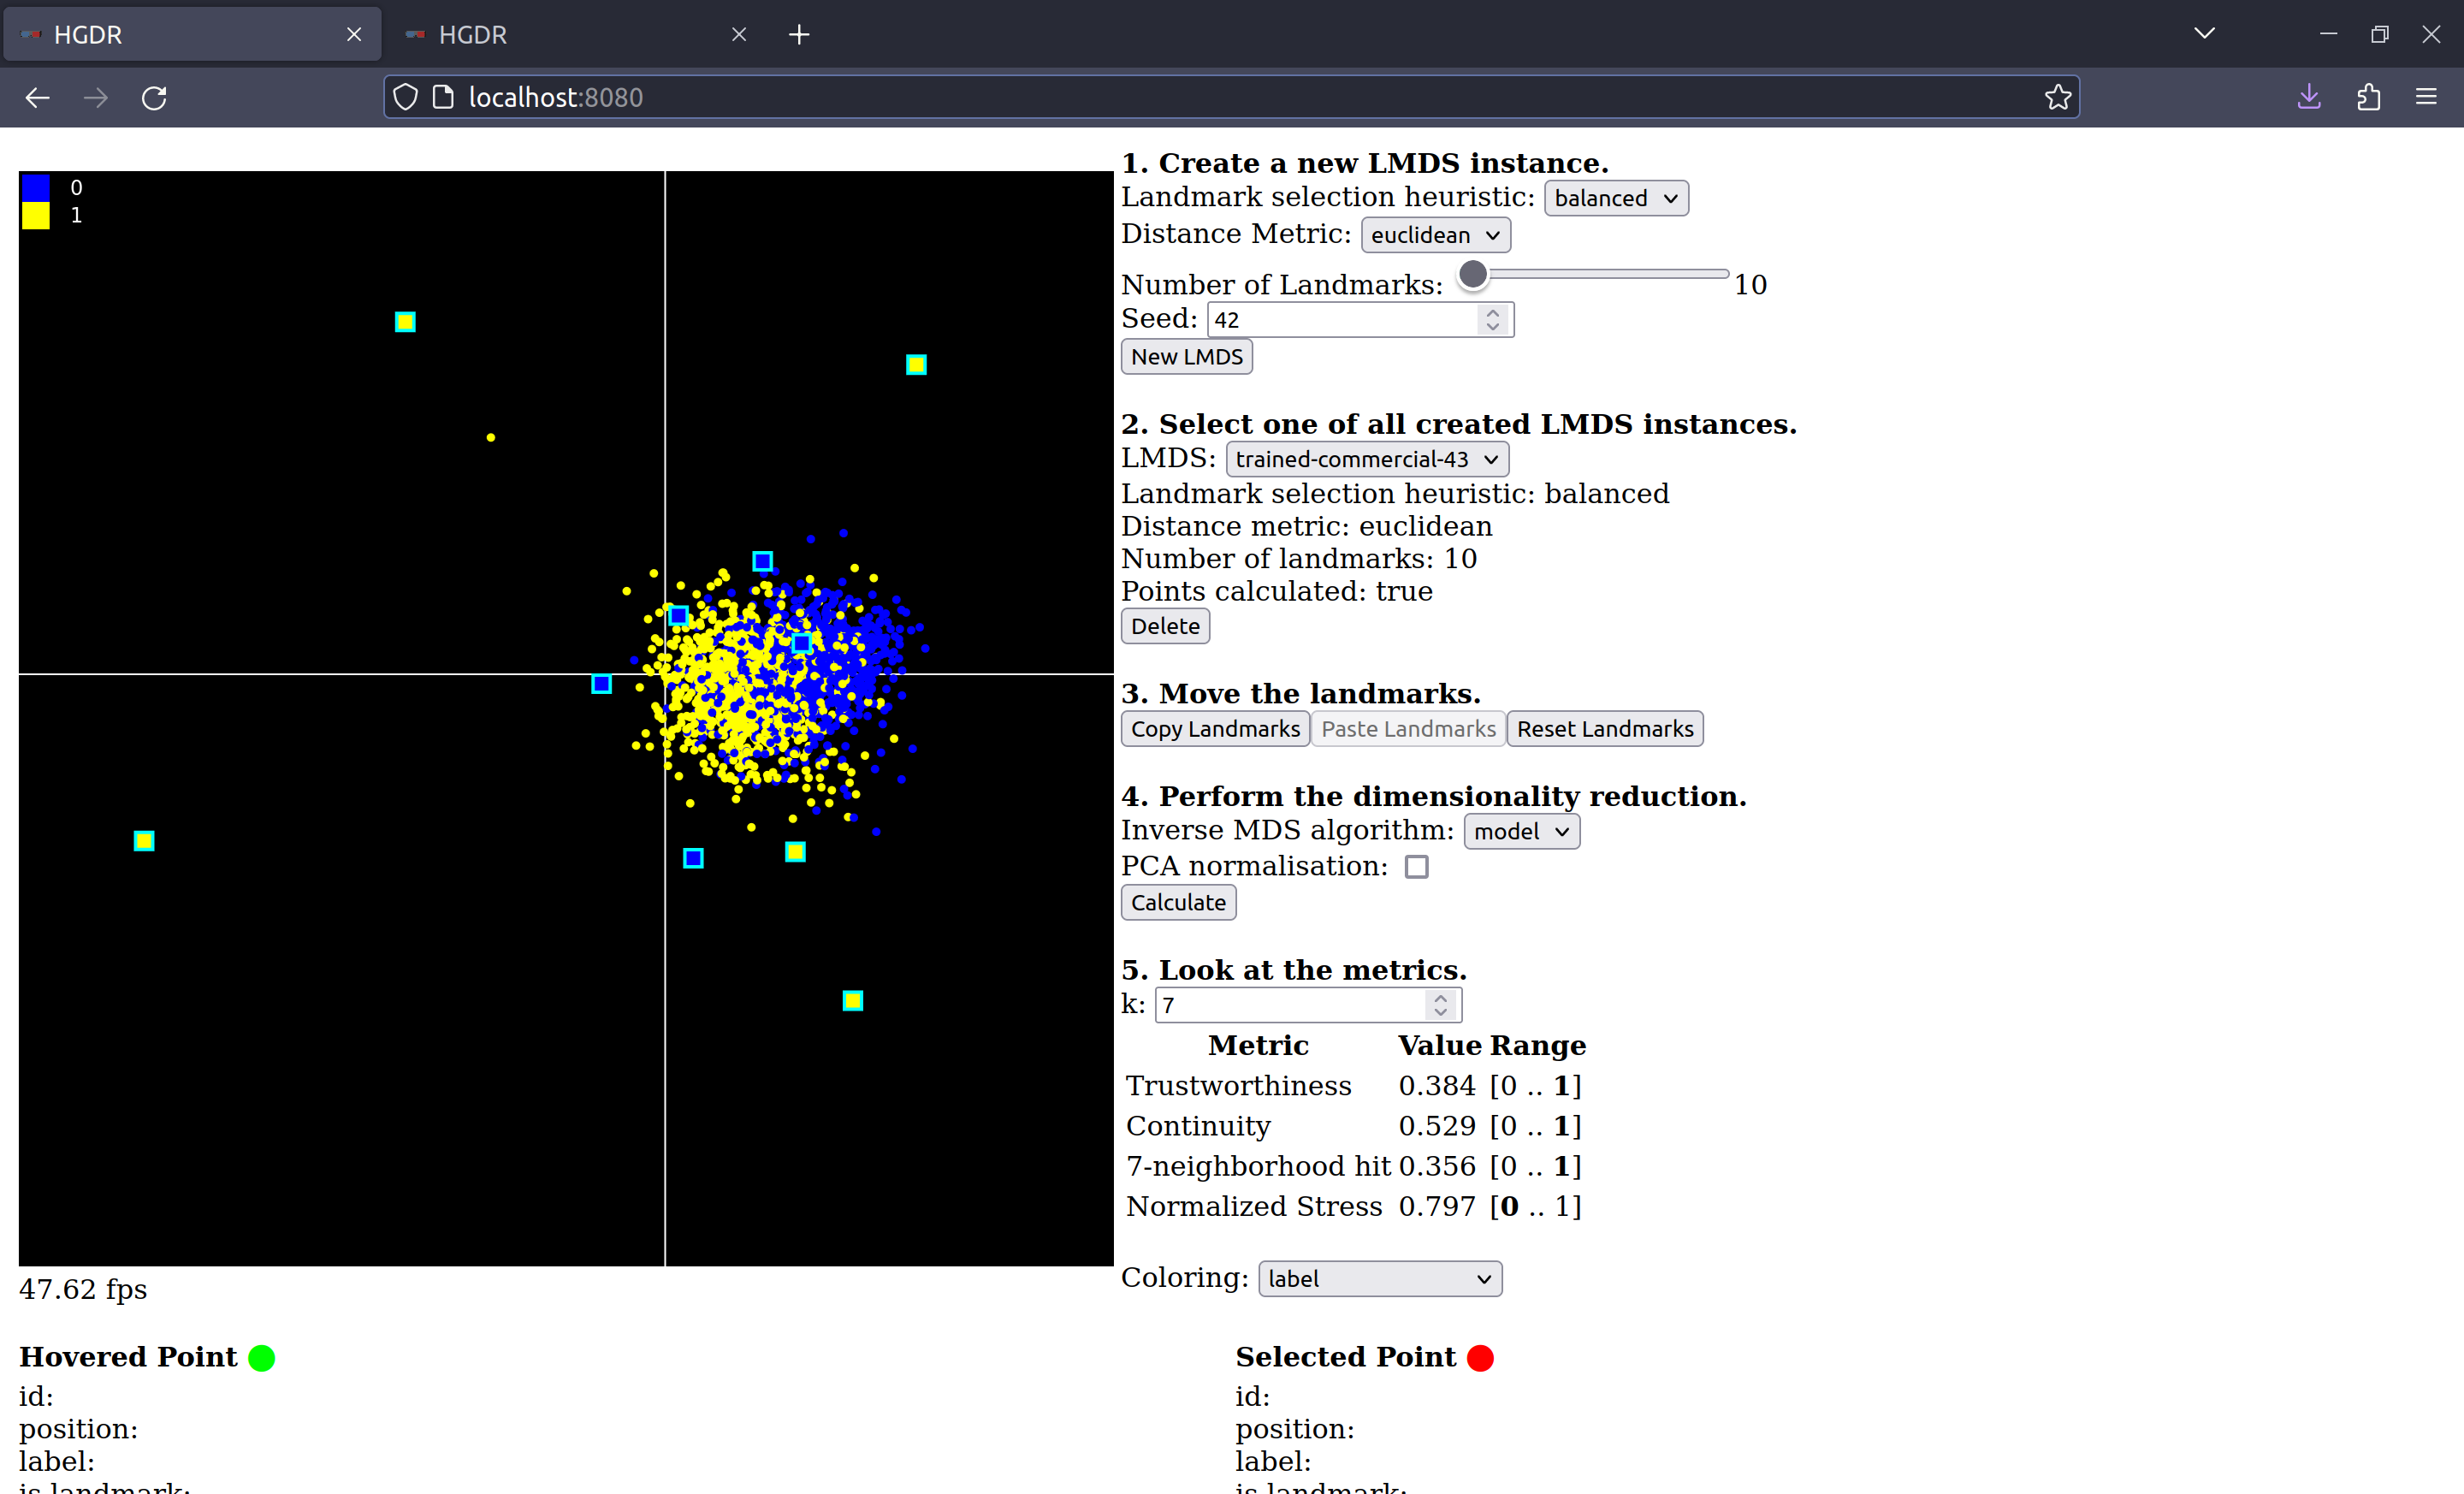 HGDR
HGDR
localhost:8080
0
1
47.62 fps
1. Create a new LMDS instance.
Landmark selection heuristic: balanced
Distance Metric: euclidean
Number of Landmarks: 10
Seed: 42
New LMDS
2. Select one of all created LMDS instances.
LMDS: trained-commercial-43
Landmark selection heuristic: balanced
Distance metric: euclidean
Number of landmarks: 10
Points calculated: true
Delete
3. Move the landmarks.
Copy Landmarks Paste Landmarks Reset Landmarks
4. Perform the dimensionality reduction.
Inverse MDS algorithm: model
PCA normalisation:
Calculate
5. Look at the metrics.
k: 7
Metric Value Range
Trustworthiness 0.384 [0 .. 1]
Continuity 0.529 [0 .. 1]
7-neighborhood hit 0.356 [0 .. 1]
Normalized Stress 0.797 [0 .. 1]
Coloring: label
Hovered Point
id:
position:
label:
is landmark:
Selected Point
id:
position:
label:
is landmark: